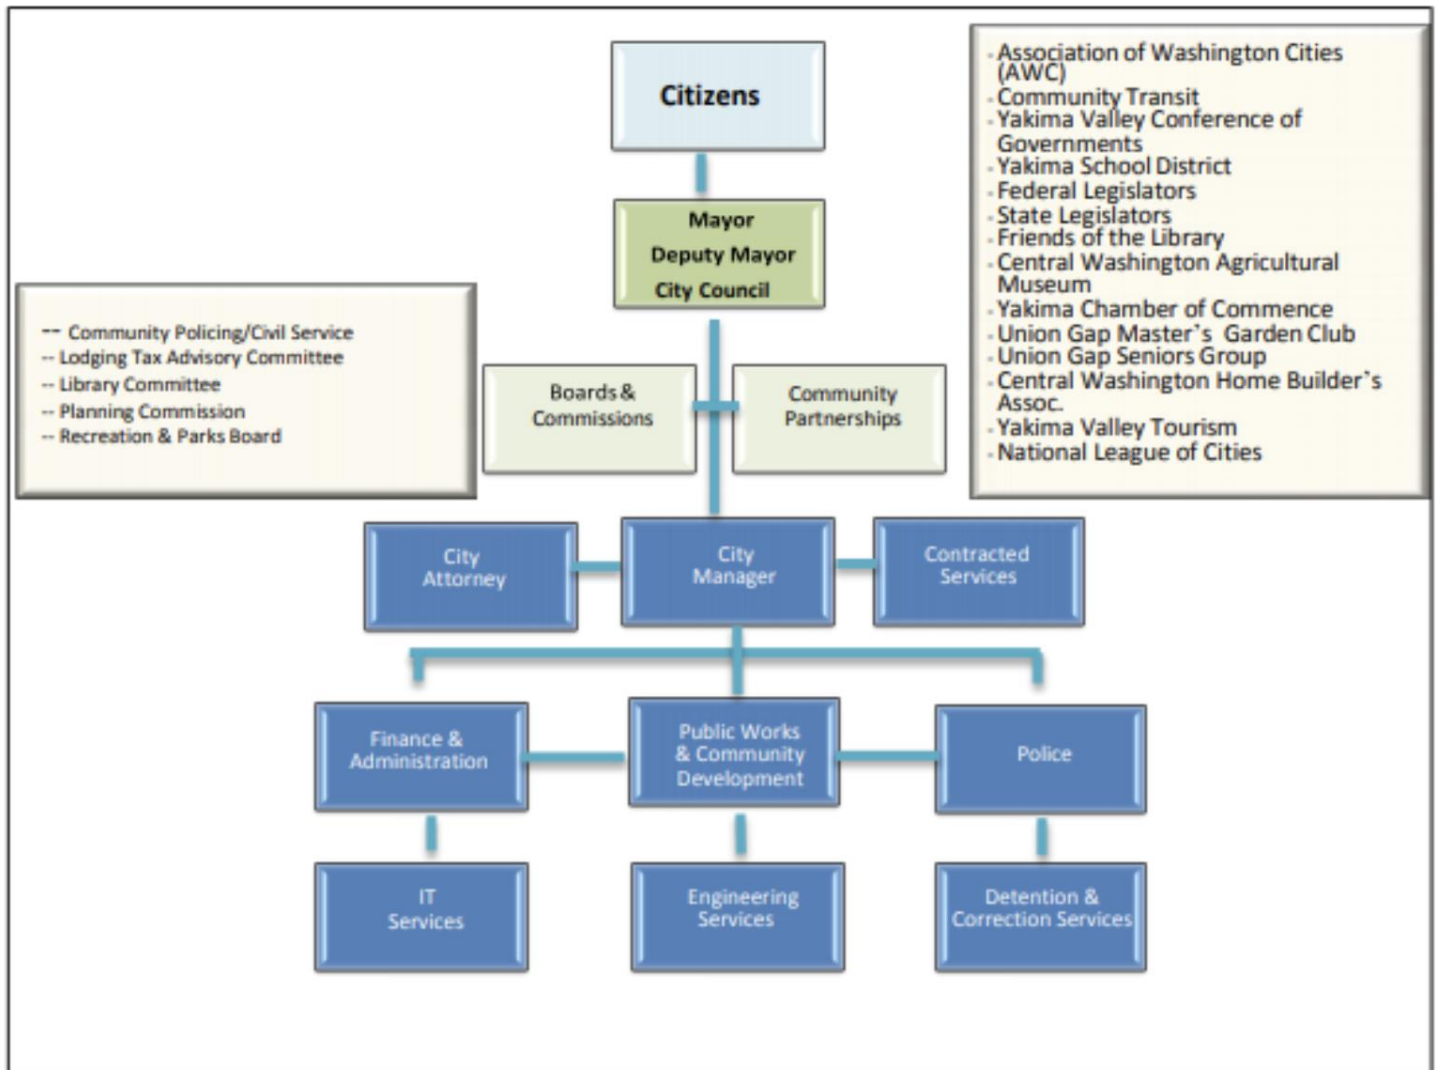 Citizens
Mayor
Deputy Mayor
City Council
- Association of Washington Cities
(AWC)
- Community Transit
- Yakima Valley Conference of
Governments
- Yakima School District
- Federal Legislators
- State Legislators
- Friends of the Library
- Central Washington Agricultural
Museum
- Yakima Chamber of Commence
- Union Gap Master's Garden Club
- Union Gap Seniors Group
- Central Washington Home Builder's
Assoc.
- Yakima Valley Tourism
- National League of Cities
-- Community Policing/Civil Service
-- Lodging Tax Advisory Committee
-- Library Committee
-- Planning Commission
-- Recreation & Parks Board
Boards &
Commissions
Community
Partnerships
City
Attorney
City
Manager
Contracted
Services
Finance &
Administration
Public Works
& Community
Development
Police
IT
Services
Engineering
Services
Detention &
Correction Services